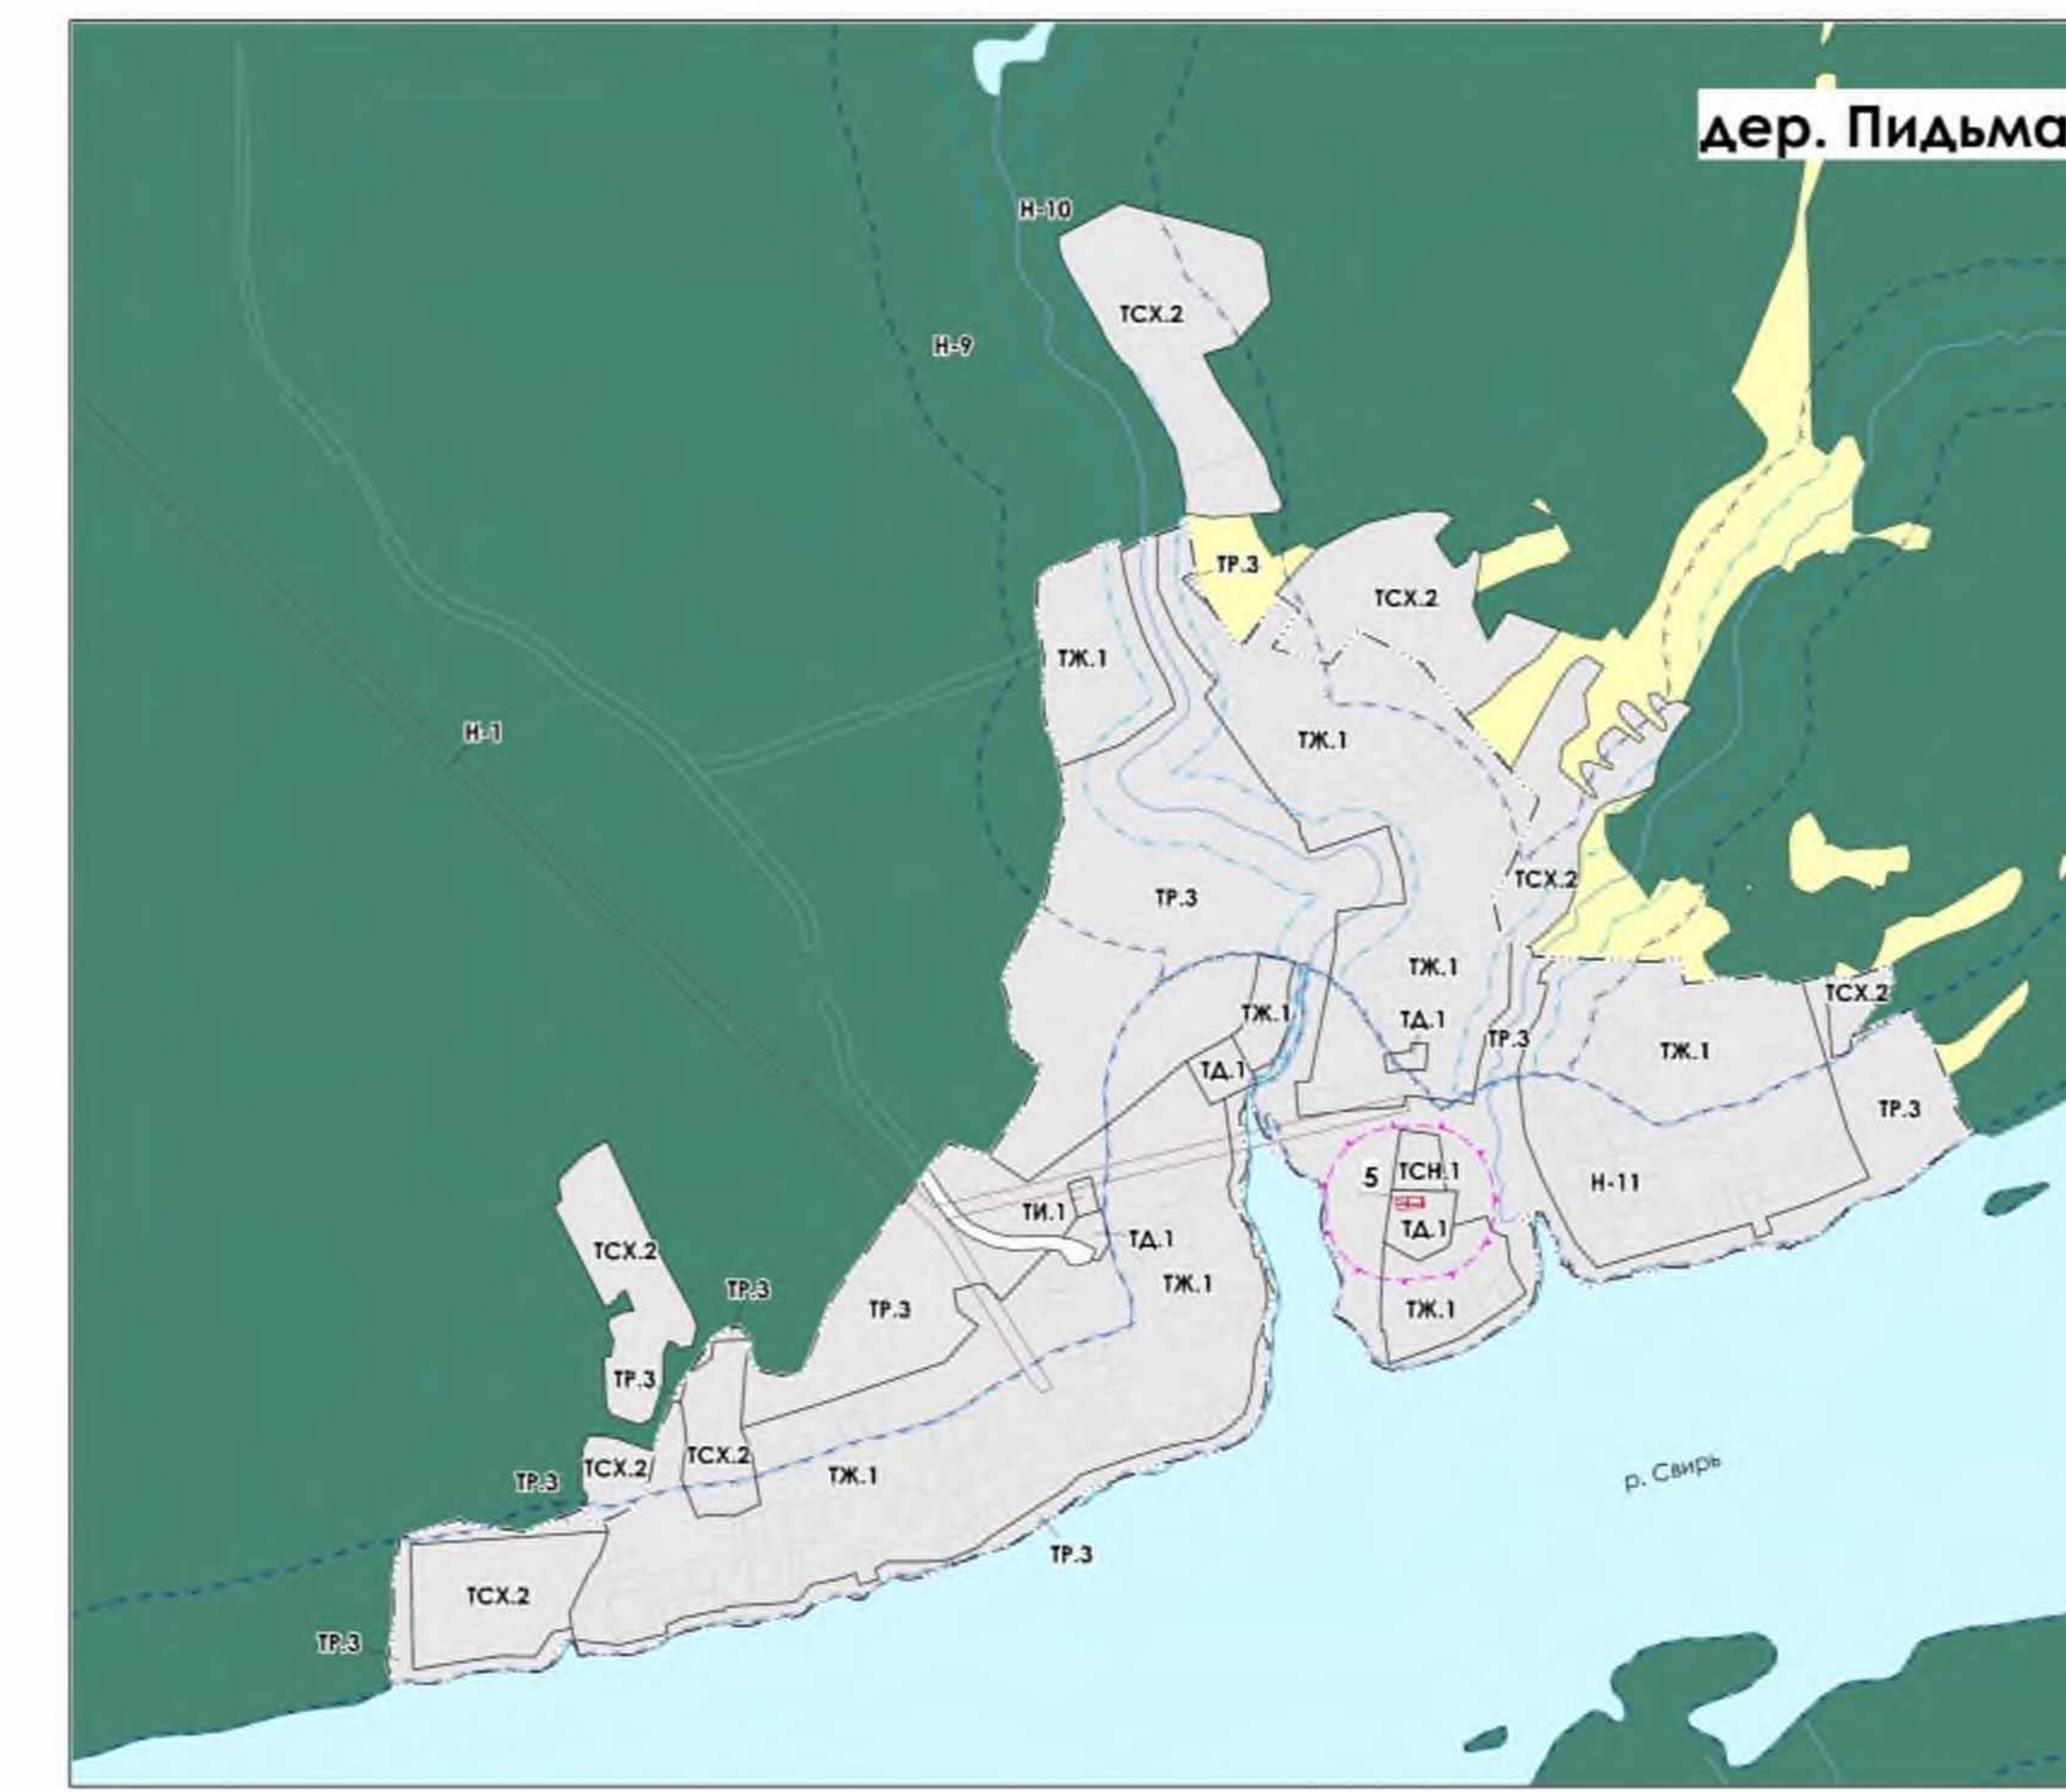 дер. Пидьма
Н-10
ТСХ.2
Н-9
ТР.3
ТСХ.2
ТЖ.1
Н-1
ТЖ.1
ТСХ.2
ТР.3
ТЖ.1
ТСХ.2
ТЖ.1
ТД.1
ТР.3
ТЖ.1
ТД.1
ТР.3
5
ТСН.1
Н-11
ТИ.1
ТД.1
ТД.1
ТСХ.2
ТЖ.1
ТР.3
ТР.3
ТЖ.1
ТР.3
ТСХ.2
ТР.3
ТСХ.2
ТЖ.1
р. Свирь
ТР.3
ТСХ.2
ТР.3